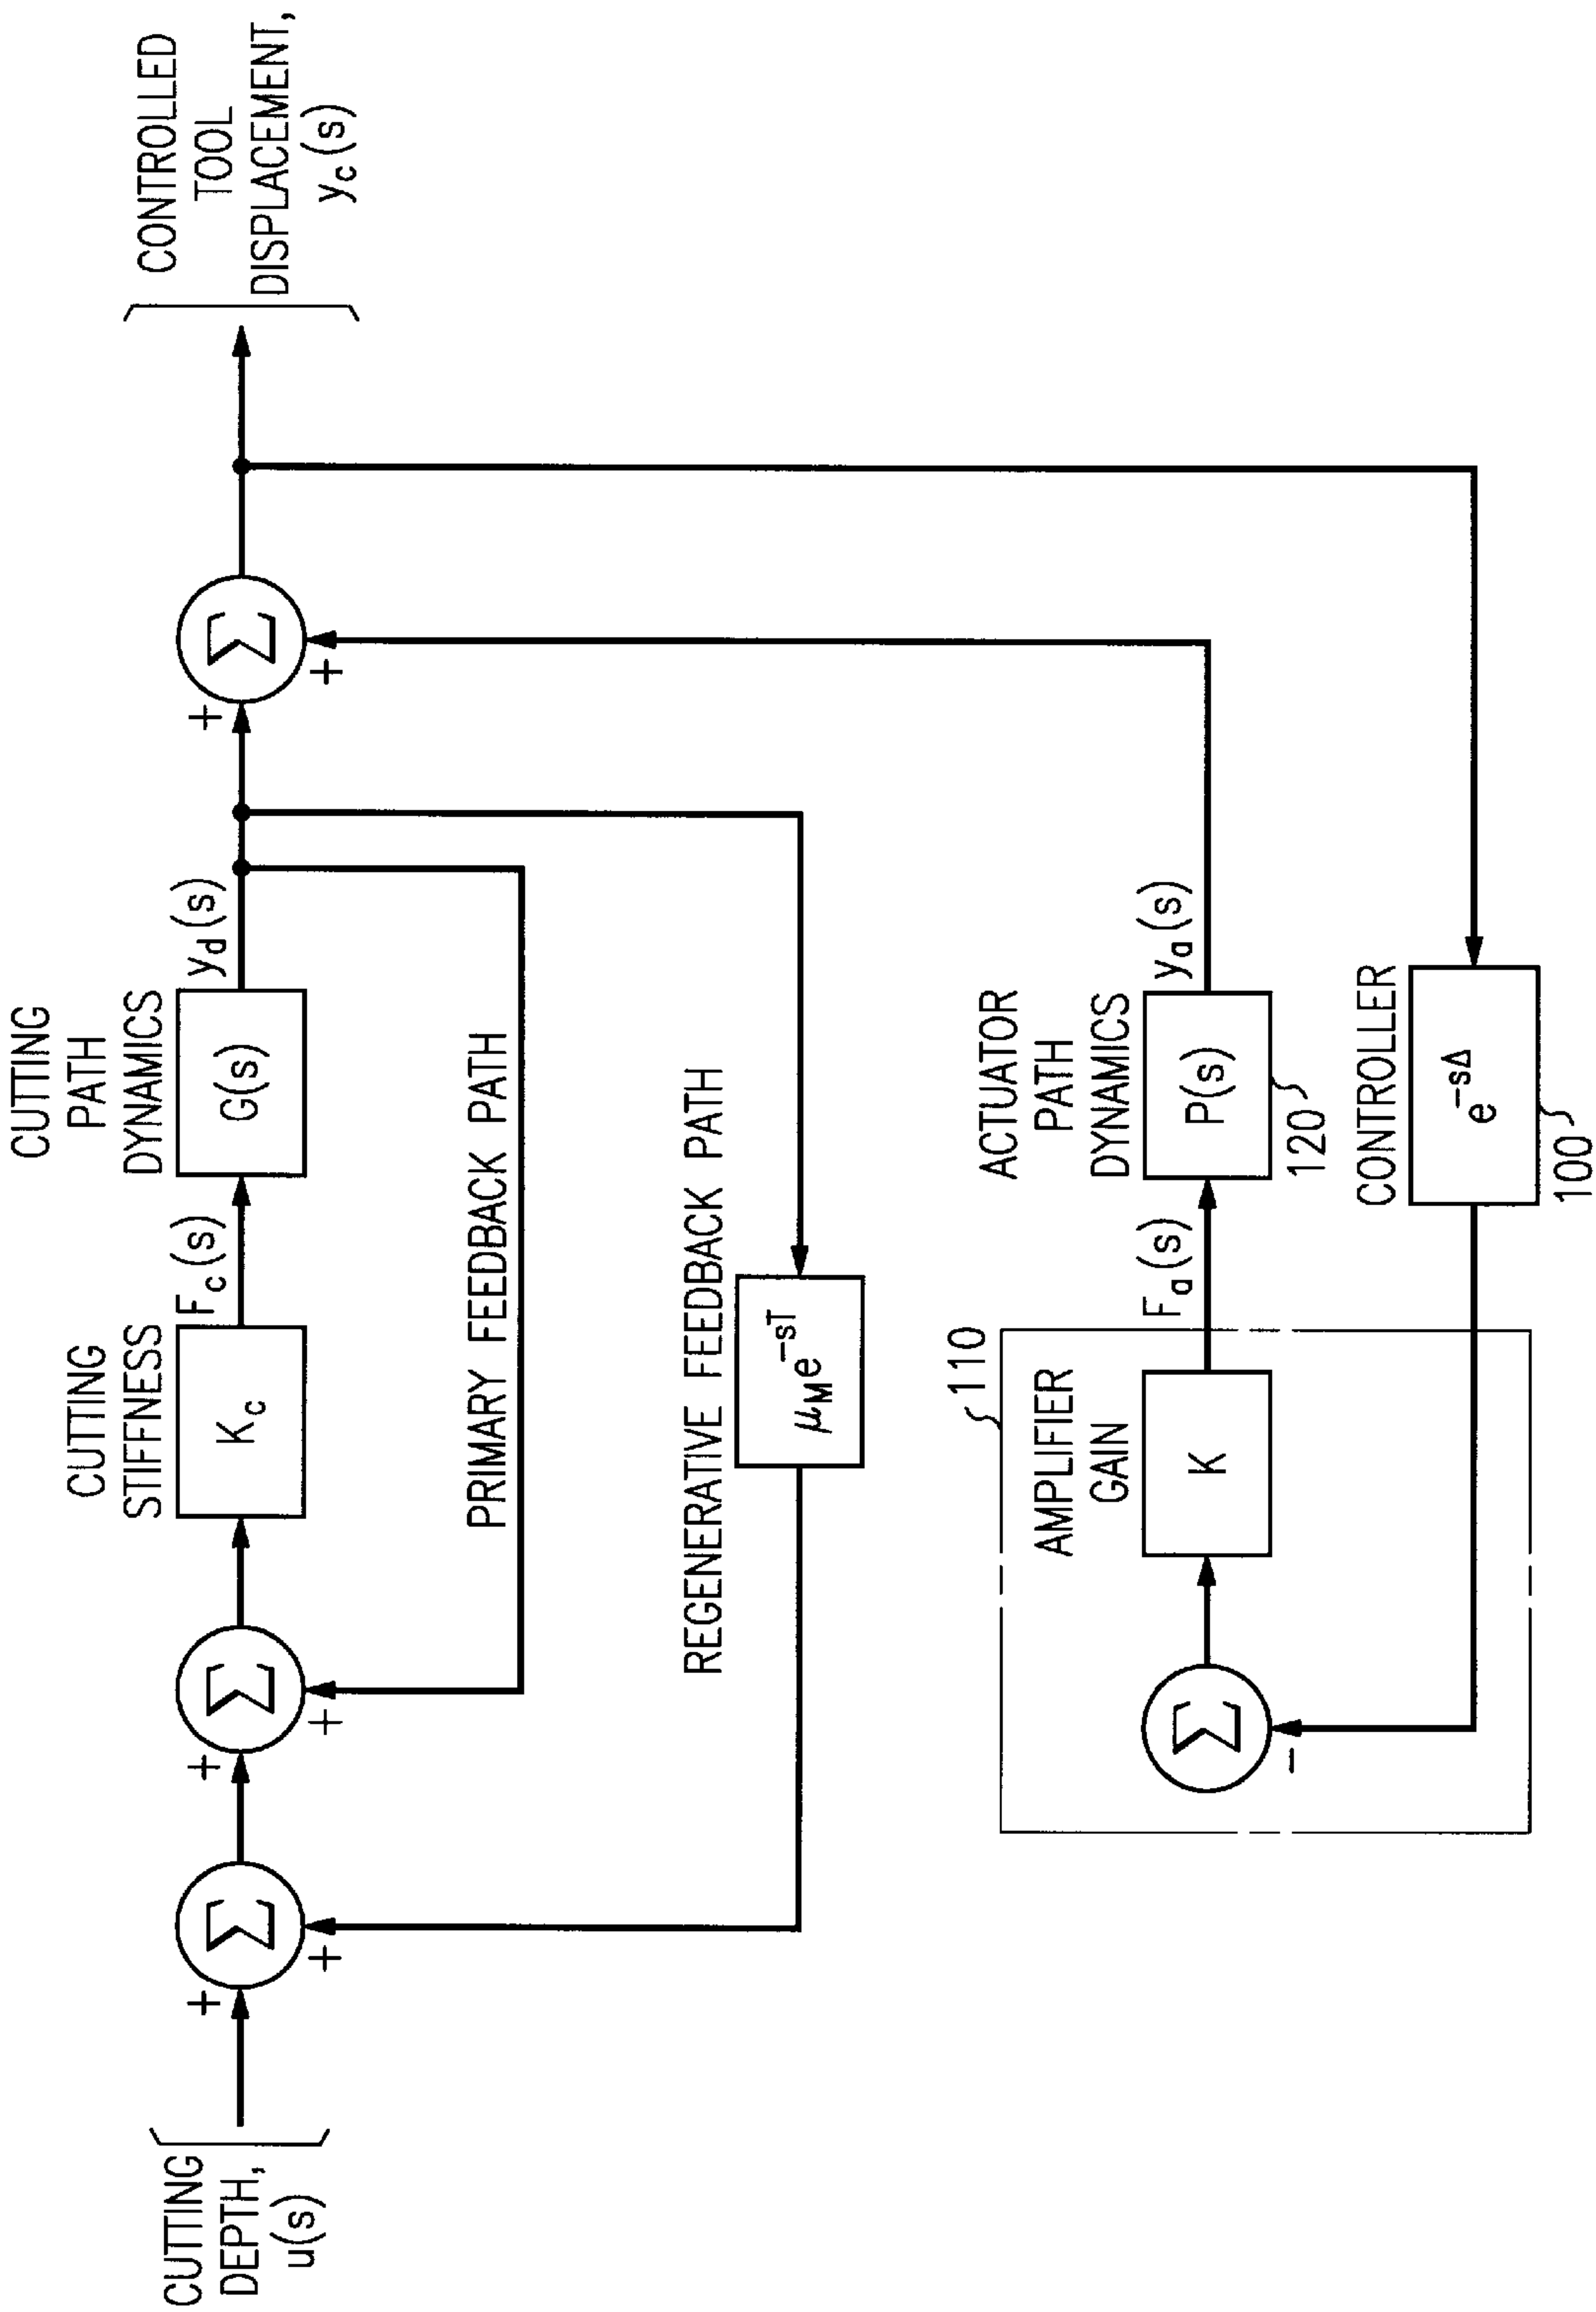 CUTTING
DEPTH,
u(s)
+
+
+
+
CUTTING
STIFFNESS
K_c
F_c(s)
CUTTING
PATH
DYNAMICS
G(s)
y_d(s)
+
+
CONTROLLED
TOOL
DISPLACEMENT,
y_c(s)
PRIMARY FEEDBACK PATH
REGENERATIVE FEEDBACK PATH
μ_M e^-sT
110
AMPLIFIER
GAIN
K
-
F_a(s)
ACTUATOR
PATH
DYNAMICS
P(s)
120
y_a(s)
CONTROLLER
e^-sΔ
100
Σ
Σ
Σ
Σ